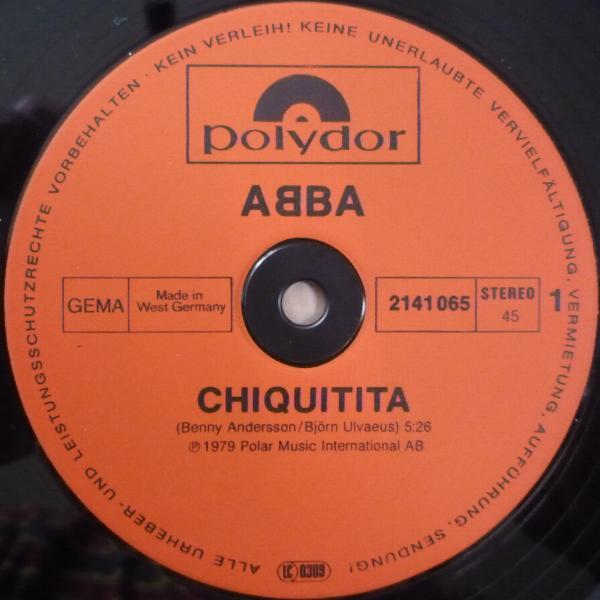 ALLE URHEBER- UND LEISTUNGSSCHUTZRECHTE VORBEHALTEN · KEIN VERLEIH! KEINE UNERLAUBTE VERVIELFÄLTIGUNG, VERMIETUNG, AUFFÜHRUNG, SENDUNG!
polydor
ABBA
GEMA
Made in
West Germany
2141 065
STEREO
45
1
CHIQUITITA
(Benny Andersson/Björn Ulvaeus) 5:26
Ⓟ 1979 Polar Music International AB
LC 0309